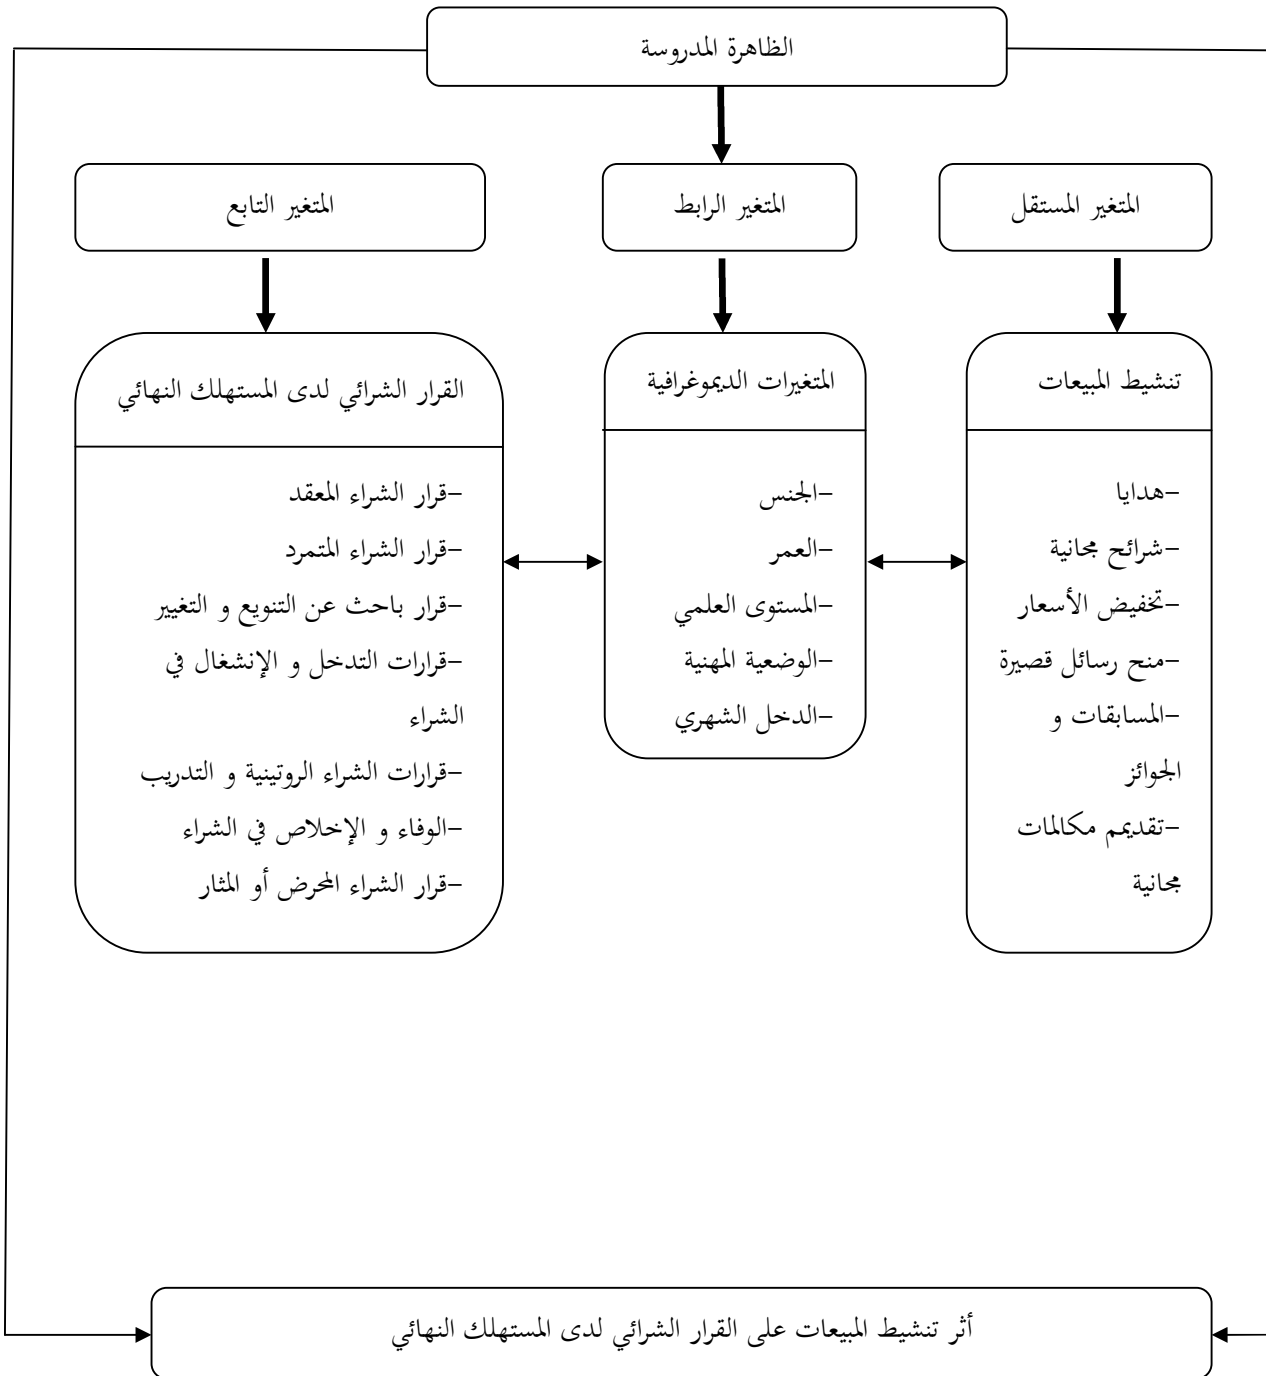 الظاهرة المدروسة
المتغير المستقل
المتغير الرابط
المتغير التابع
تنشيط المبيعات
-هدايا
-شرائح مجانية
-تخفيض الأسعار
-منح رسائل قصيرة
-المسابقات و
الجوائز
-تقديمم مكالمات
مجانية
المتغيرات الديموغرافية
-الجنس
-العمر
-المستوى العلمي
-الوضعية المهنية
-الدخل الشهري
القرار الشرائي لدى المستهلك النهائي
-قرار الشراء المعقد
-قرار الشراء المتمرد
-قرار باحث عن التنويع و التغيير
-قرارات التدخل و الإنشغال في
الشراء
-قرارات الشراء الروتينية و التدريب
-الوفاء و الإخلاص في الشراء
-قرار الشراء المحرض أو المثار
أثر تنشيط المبيعات على القرار الشرائي لدى المستهلك النهائي